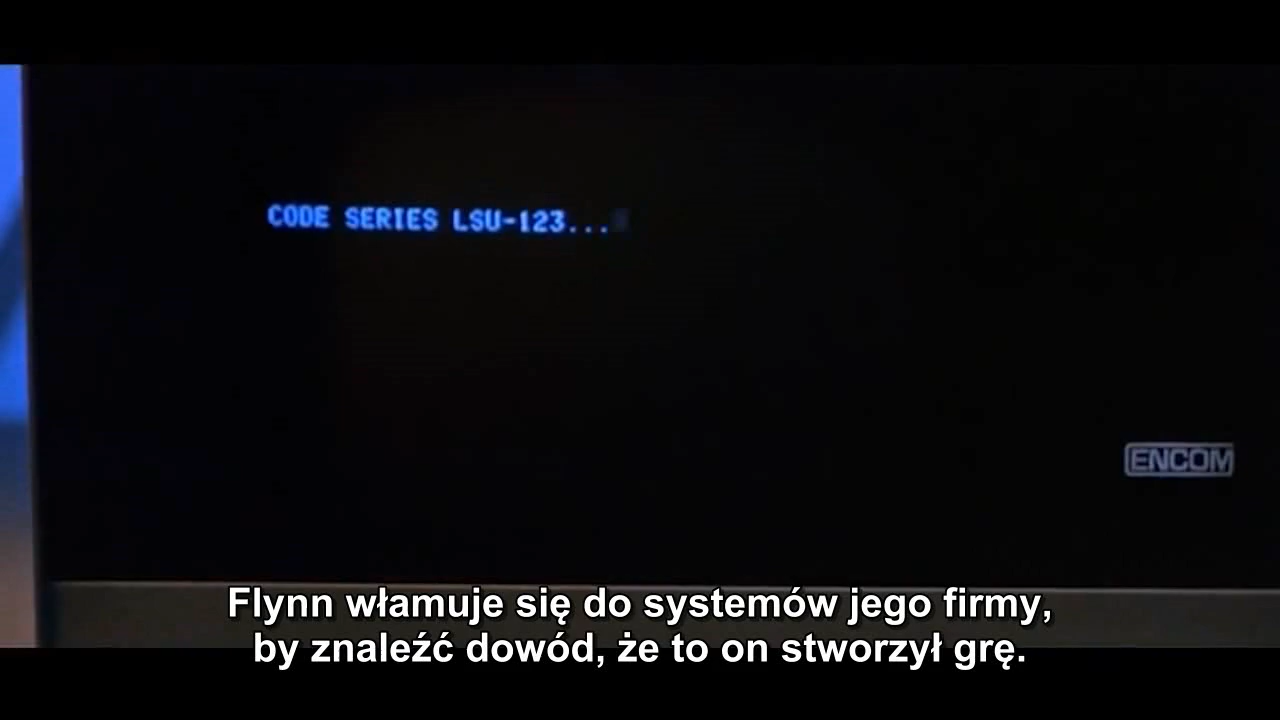 CODE SERIES LSU-123...
ENCOM
Flynn włamuje się do systemów jego firmy,
by znaleźć dowód, że to on stworzył grę.